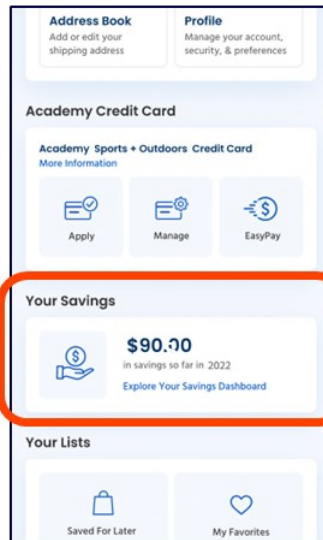 Address Book
Add or edit your
shipping address
Profile
Manage your account,
security, & preferences
Academy Credit Card
Academy Sports + Outdoors Credit Card
More Information
Apply
Manage
EasyPay
Your Savings
$90.00
in savings so far in 2022
Explore Your Savings Dashboard
Your Lists
Saved For Later
My Favorites